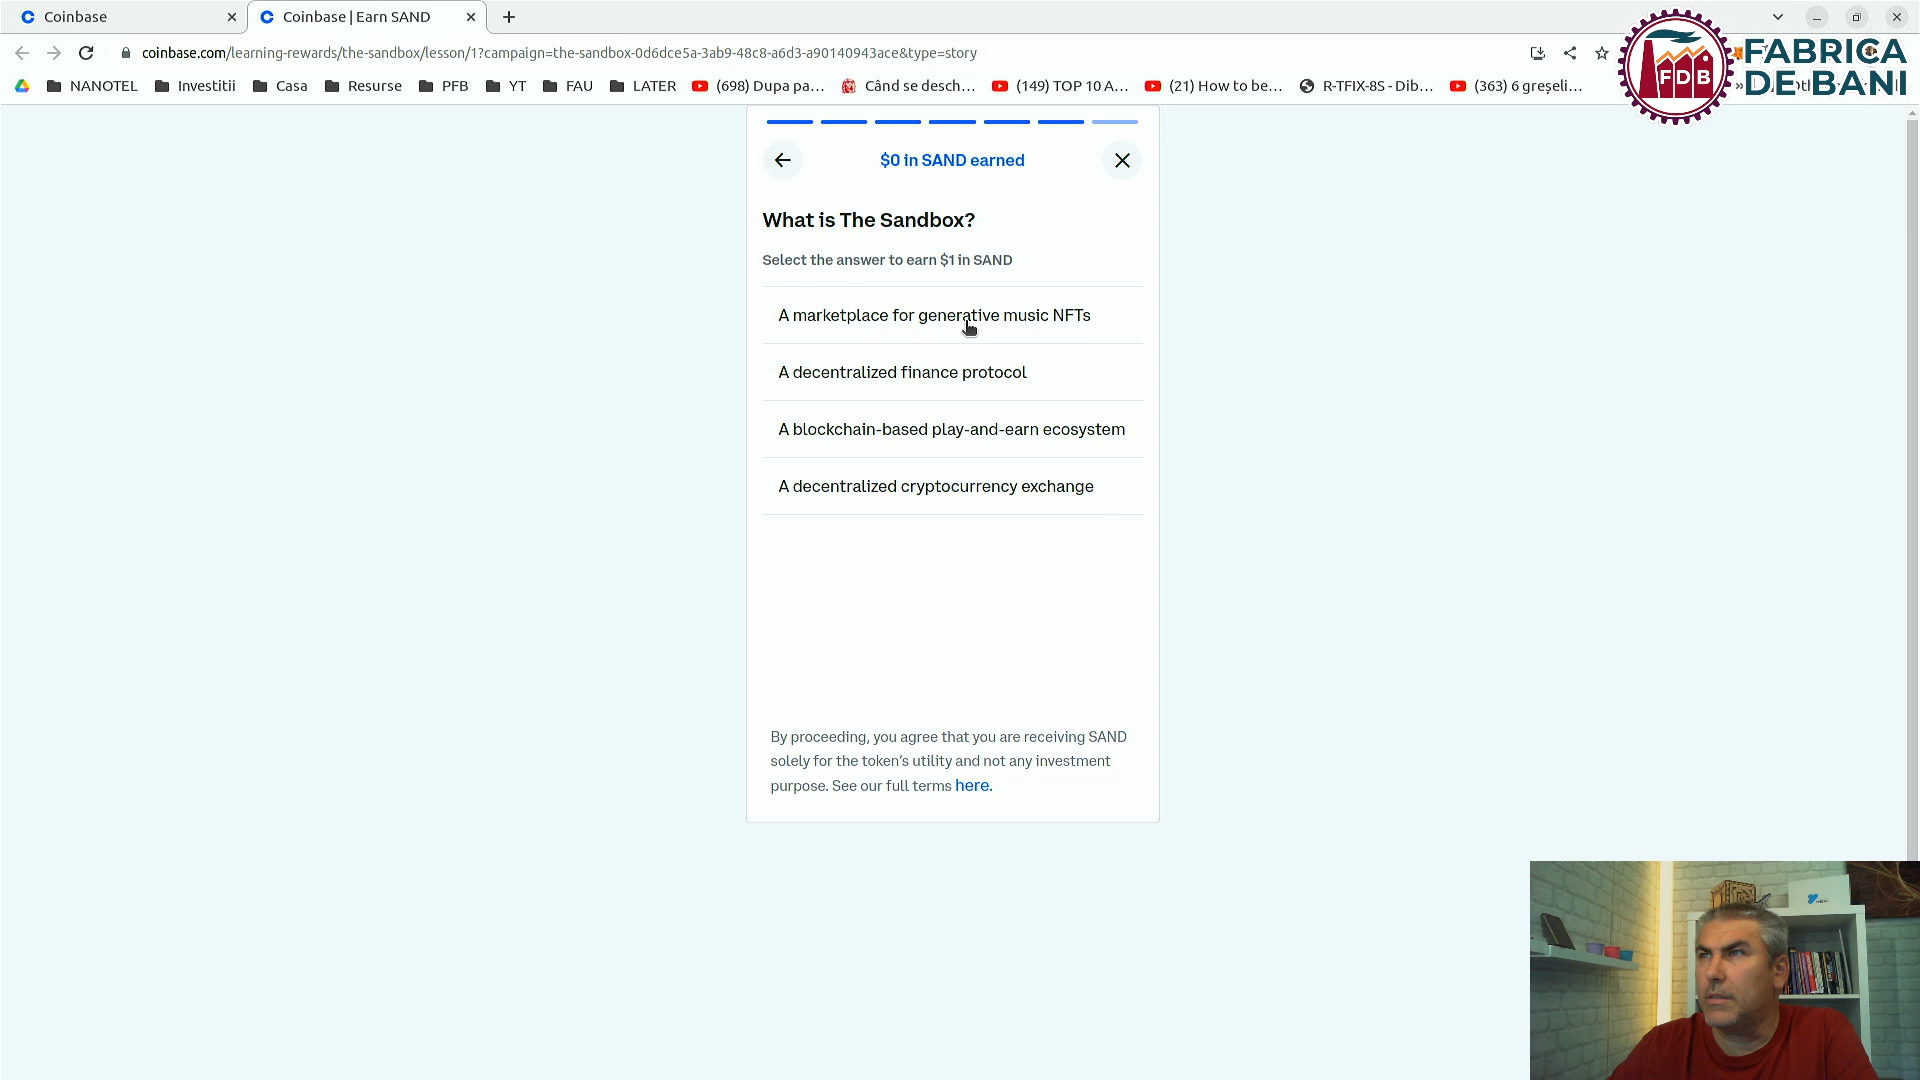 Coinbase
Coinbase | Earn SAND
coinbase.com/learning-rewards/the-sandbox/lesson/1?campaign=the-sandbox-0d6dce5a-3ab9-48c8-a6d3-a90140943ace&type=story
NANOTEL
Investitii
Casa
Resurse
PFB
YT
FAU
LATER
(698) Dupa pa...
Când se desch...
(149) TOP 10 A...
(21) How to be...
R-TFIX-8S - Dib...
(363) 6 greșeli...
FDB
FABRICA
DE BANI
$0 in SAND earned
What is The Sandbox?
Select the answer to earn $1 in SAND
A marketplace for generative music NFTs
A decentralized finance protocol
A blockchain-based play-and-earn ecosystem
A decentralized cryptocurrency exchange
By proceeding, you agree that you are receiving SAND
solely for the token's utility and not any investment
purpose. See our full terms here.